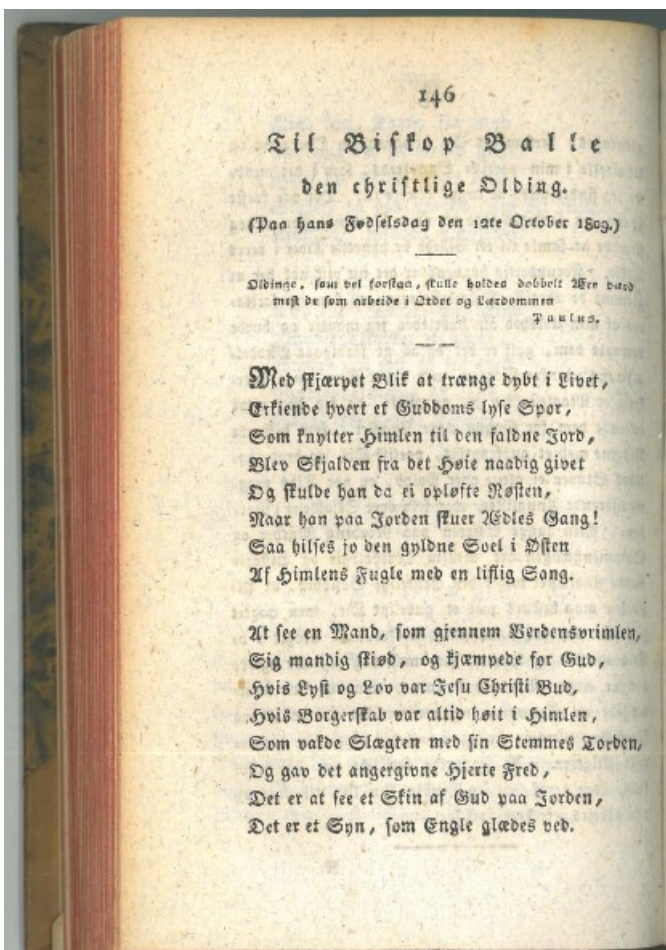 146
Til Biskop Balle
den christlige Olding.
(Paa hans Fødselsdag den 12te October 1809.)
Oldinge, som vel forstaa, skulle holdes dobbelt Ære værd
mest de som arbeide i Ordet og Lærdommen
Paulus.
Med skjærpet Blik at trænge dybt i Livet,
Erkiende hvert et Guddoms lyse Spor,
Som knytter Himlen til den faldne Jord,
Blev Skjalden fra det Høie naadig givet
Og skulde han da ei opløfte Røsten,
Naar han paa Jorden skuer Ædles Gang!
Saa hilses jo den gyldne Soel i Østen
Af Himlens Fugle med en liflig Sang.
At see en Mand, som gjennem Verdensvrimlen,
Sig mandig skiød, og kjæmpede for Gud,
Hvis Lyst og Lov var Jesu Christi Bud,
Hvis Borgerskab var altid høit i Himlen,
Som vakde Slægten med sin Stemmes Torden,
Og gav det angergivne Hjerte Fred,
Det er at see et Skin af Gud paa Jorden,
Det er et Syn, som Engle glædes ved.